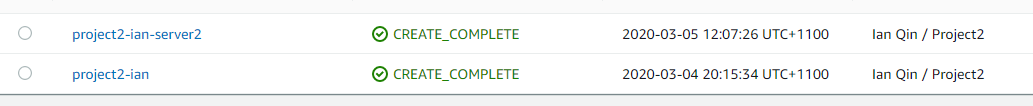 project2-ian-server2 CREATE_COMPLETE 2020-03-05 12:07:26 UTC+1100 Ian Qin / Project2
project2-ian CREATE_COMPLETE 2020-03-04 20:15:34 UTC+1100 Ian Qin / Project2